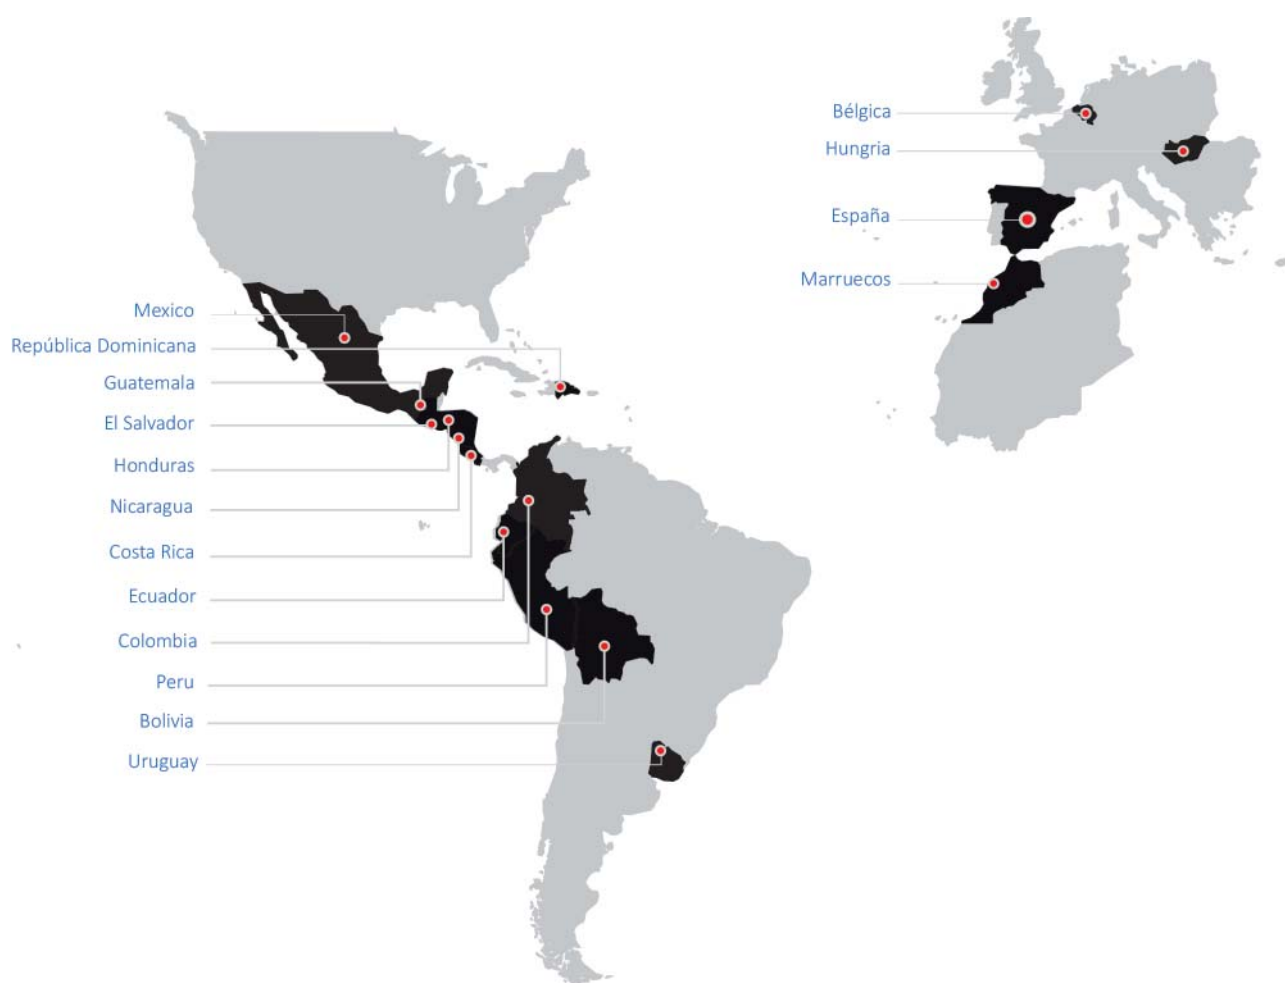 Mexico
República Dominicana
Guatemala
El Salvador
Honduras
Nicaragua
Costa Rica
Ecuador
Colombia
Peru
Bolivia
Uruguay
Bélgica
Hungria
España
Marruecos